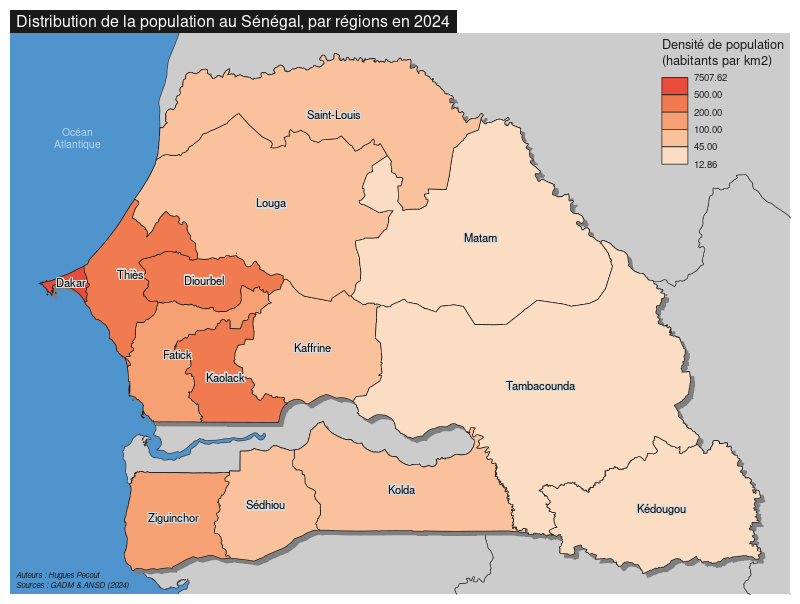 Distribution de la population au Sénégal, par régions en 2024
Densité de population
(habitants par km2)
7507.62
500.00
200.00
100.00
45.00
12.86
Océan
Atlantique
Saint-Louis
Louga
Matam
Dakar
Thiès
Diourbel
Fatick
Kaolack
Kaffrine
Tambacounda
Ziguinchor
Sédhiou
Kolda
Kédougou
Auteurs : Hugues Pecout
Sources : GADM & ANSD (2024)